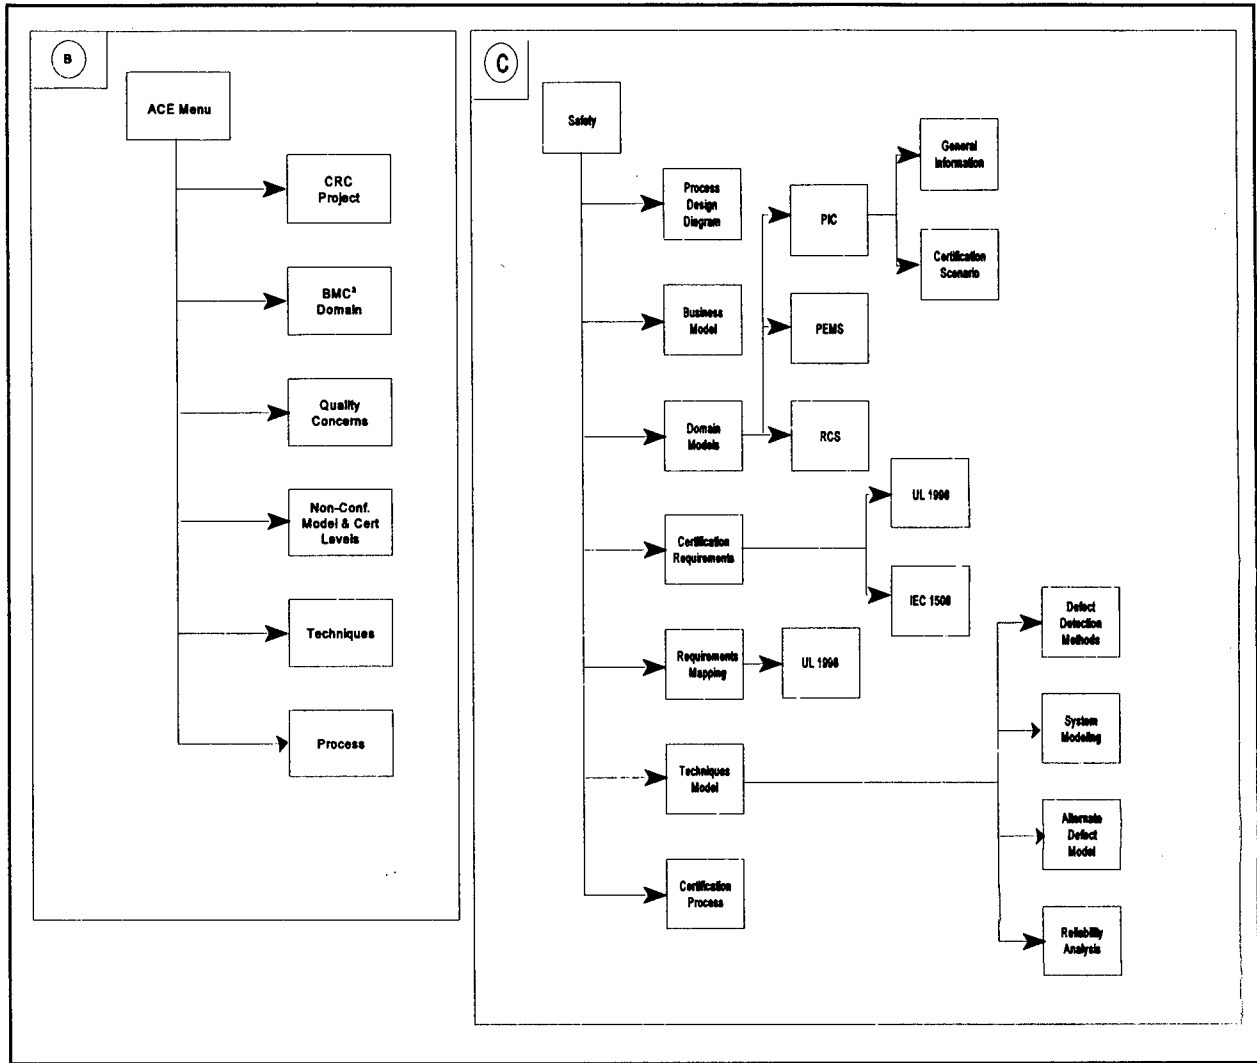 B
ACE Menu
CRC
Project
BMC³
Domain
Quality
Concerns
Non-Conf.
Model & Cert
Levels
Techniques
Process
C
Safety
Process
Design
Diagram
Business
Model
Domain
Models
Certification
Requirements
Requirements
Mapping
Techniques
Model
Certification
Process
PIC
PEMS
RCS
General
Information
Certification
Scenario
UL 1998
IEC 1508
UL 1998
Defect
Detection
Methods
System
Modeling
Alternate
Defect
Model
Reliability
Analysis